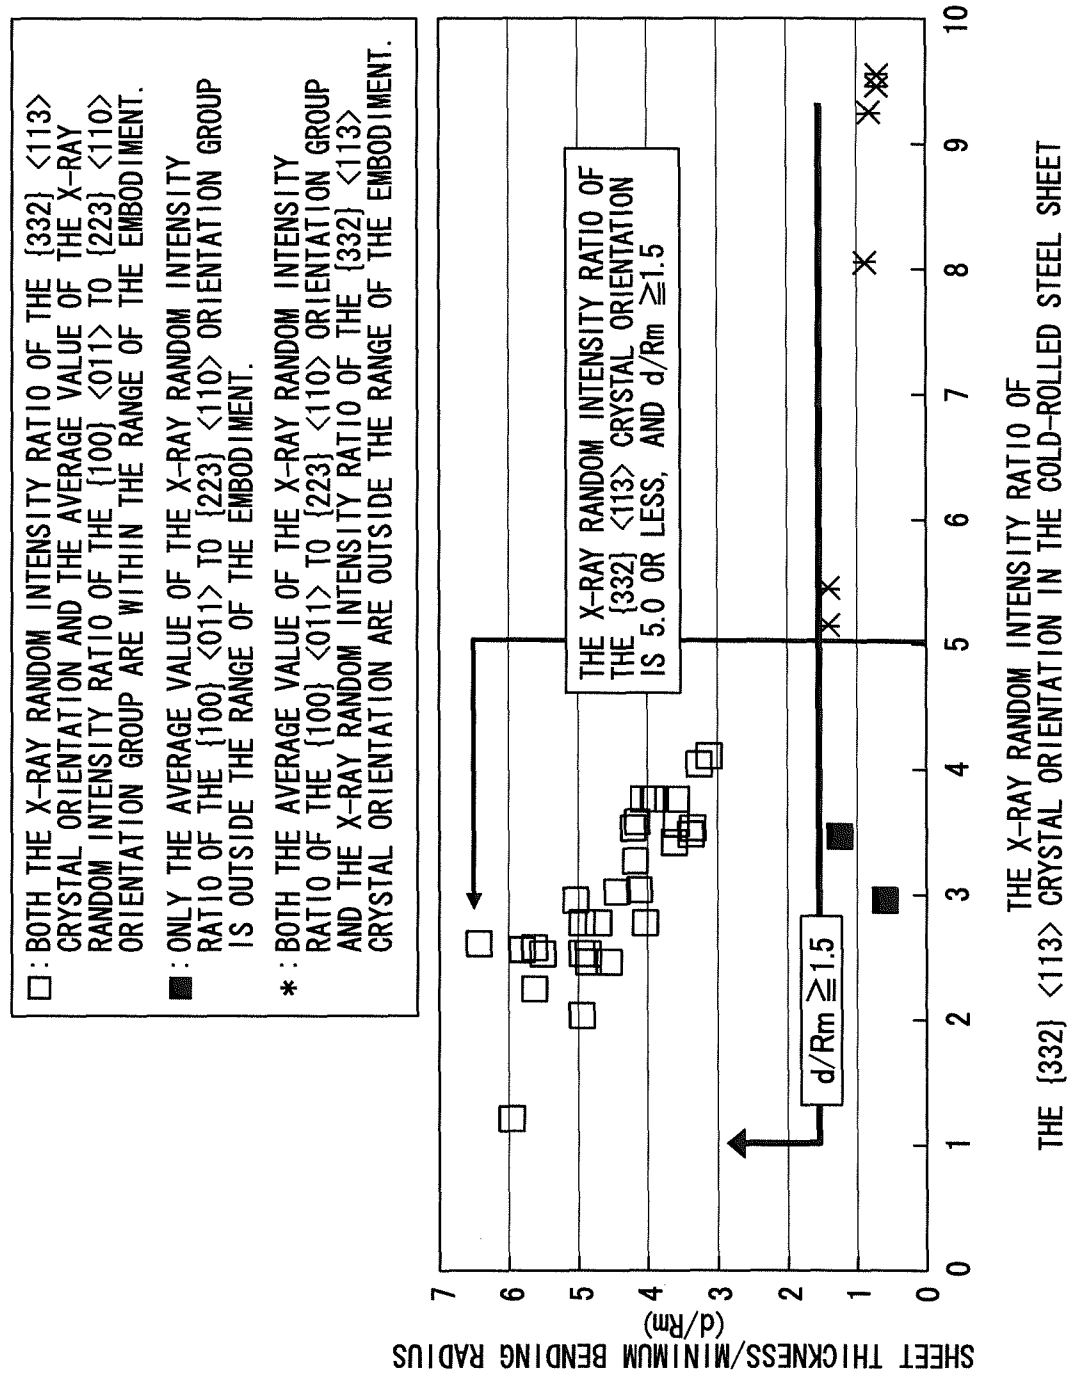 □: BOTH THE X-RAY RANDOM INTENSITY RATIO OF THE {332} <113>
CRYSTAL ORIENTATION AND THE AVERAGE VALUE OF THE X-RAY
RANDOM INTENSITY RATIO OF THE {100} <011> TO {223} <110>
ORIENTATION GROUP ARE WITHIN THE RANGE OF THE EMBODIMENT.
■: ONLY THE AVERAGE VALUE OF THE X-RAY RANDOM INTENSITY
RATIO OF THE {100} <011> TO {223} <110> ORIENTATION GROUP
IS OUTSIDE THE RANGE OF THE EMBODIMENT.
*: BOTH THE AVERAGE VALUE OF THE X-RAY RANDOM INTENSITY
RATIO OF THE {100} <011> TO {223} <110> ORIENTATION GROUP
AND THE X-RAY RANDOM INTENSITY RATIO OF THE {332} <113>
CRYSTAL ORIENTATION ARE OUTSIDE THE RANGE OF THE EMBODIMENT.
SHEET THICKNESS/MINIMUM BENDING RADIUS
(d/Rm)
7
6
5
4
3
2
1
0
THE X-RAY RANDOM INTENSITY RATIO OF
THE {332} <113> CRYSTAL ORIENTATION
IS 5.0 OR LESS, AND d/Rm ≧1.5
d/Rm ≧1.5
0
1
2
3
4
5
6
7
8
9
10
THE X-RAY RANDOM INTENSITY RATIO OF
THE {332} <113> CRYSTAL ORIENTATION IN THE COLD-ROLLED STEEL SHEET